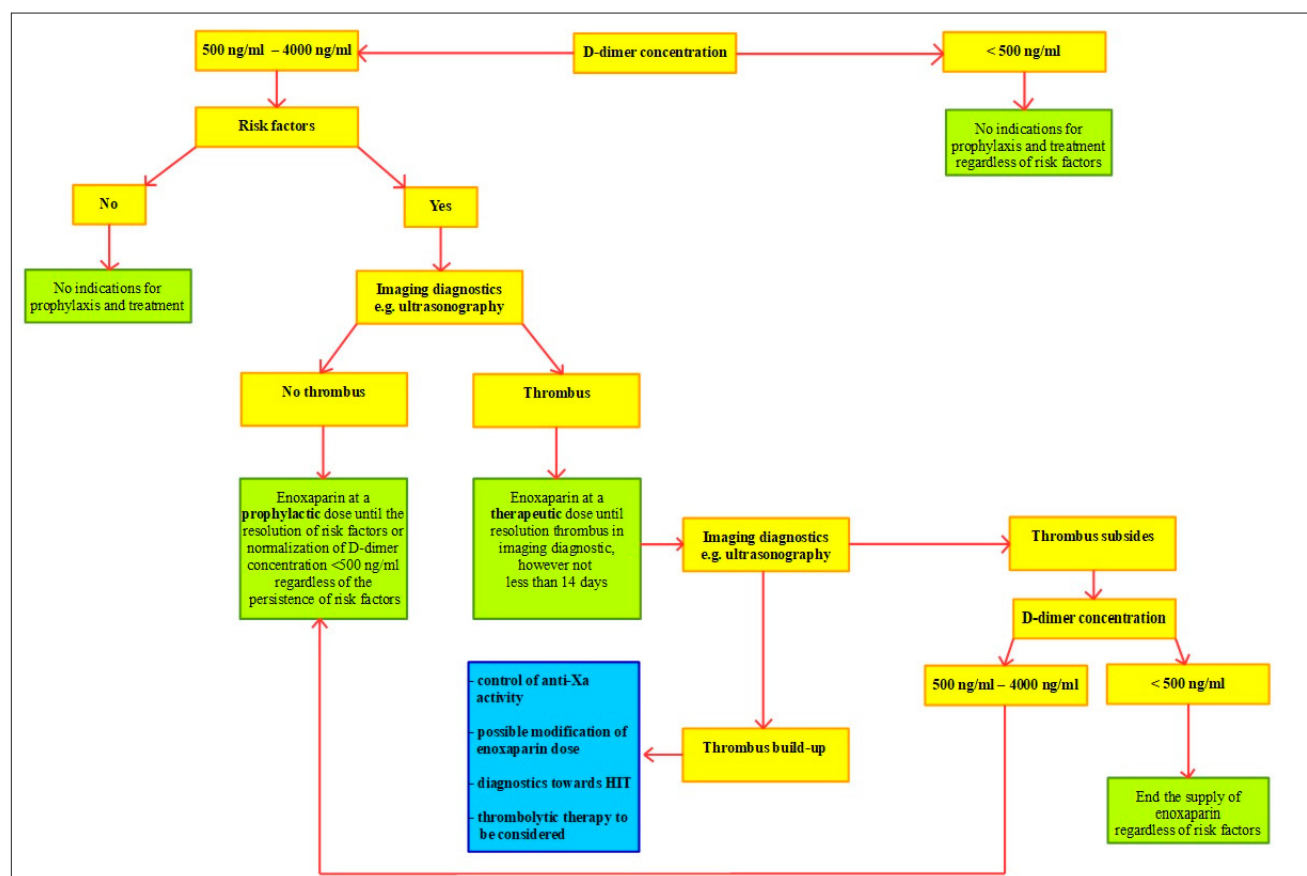 500 ng/ml – 4000 ng/ml
D-dimer concentration
< 500 ng/ml
Risk factors
No indications for
prophylaxis and treatment
regardless of risk factors
No
Yes
No indications for
prophylaxis and treatment
Imaging diagnostics
e.g. ultrasonography
No thrombus
Thrombus
Enoxaparin at a
prophylactic dose until the
resolution of risk factors or
normalization of D-dimer
concentration <500 ng/ml
regardless of the
persistence of risk factors
Enoxaparin at a
therapeutic dose until
resolution thrombus in
imaging diagnostic,
however not
less than 14 days
Imaging diagnostics
e.g. ultrasonography
Thrombus subsides
D-dimer concentration
500 ng/ml – 4000 ng/ml
< 500 ng/ml
- control of anti-Xa
activity
- possible modification of
enoxaparin dose
- diagnostics towards HIT
- thrombolytic therapy to
be considered
Thrombus build-up
End the supply of
enoxaparin
regardless of risk factors